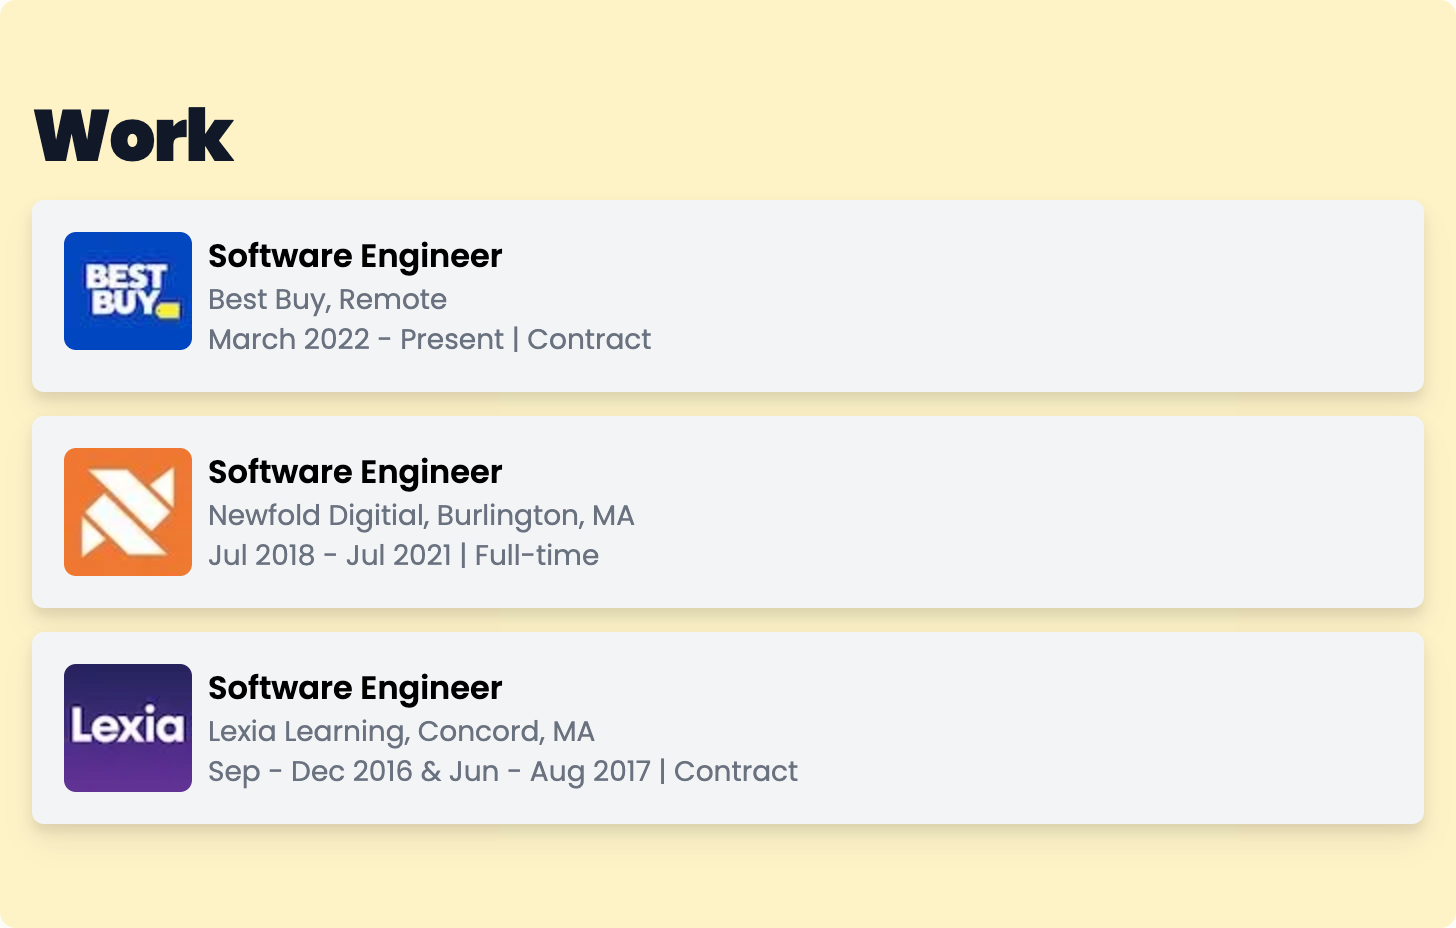 Work
BEST
BUY
Software Engineer
Best Buy, Remote
March 2022 - Present | Contract
Software Engineer
Newfold Digitial, Burlington, MA
Jul 2018 - Jul 2021 | Full-time
Lexia
Software Engineer
Lexia Learning, Concord, MA
Sep - Dec 2016 & Jun - Aug 2017 | Contract